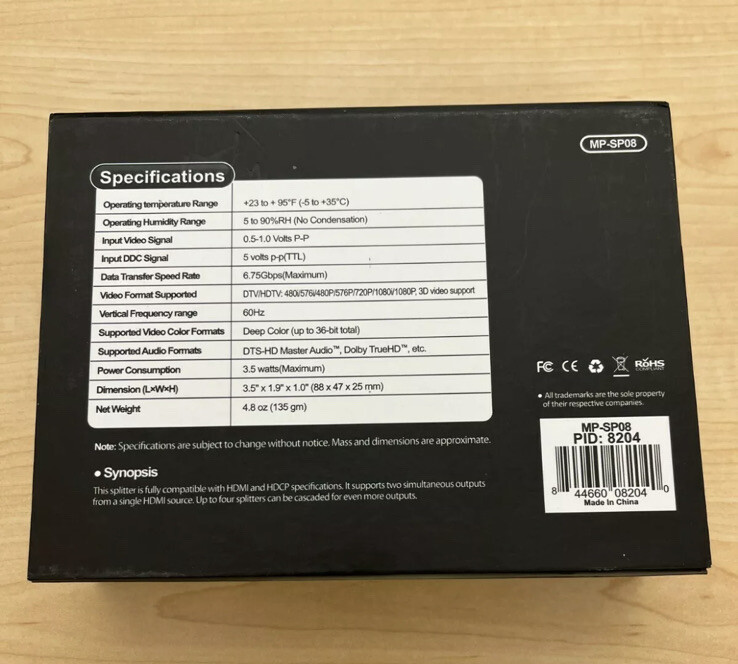 MP-SP08
Specifications
Operating temperature Range +23 to + 95°F (-5 to +35°C)
Operating Humidity Range 5 to 90%RH (No Condensation)
Input Video Signal 0.5-1.0 Volts P-P
Input DDC Signal 5 volts p-p(TTL)
Data Transfer Speed Rate 6.75Gbps(Maximum)
Video Format Supported DTV/HDTV: 480i/576i/480P/576P/720P/1080i/1080P, 3D video support
Vertical Frequency range 60Hz
Supported Video Color Formats Deep Color (up to 36-bit total)
Supported Audio Formats DTS-HD Master Audio™, Dolby TrueHD™, etc.
Power Consumption 3.5 watts(Maximum)
Dimension (L×W×H) 3.5" x 1.9" x 1.0" (88 x 47 x 25 mm)
Net Weight 4.8 oz (135 gm)
Note: Specifications are subject to change without notice. Mass and dimensions are approximate.
• Synopsis
This splitter is fully compatible with HDMI and HDCP specifications. It supports two simultaneous outputs
from a single HDMI source. Up to four splitters can be cascaded for even more outputs.
FC CE RoHS
COMPLIANT
• All trademarks are the sole property
of their respective companies.
MP-SP08
PID: 8204
8 44660 08204 0
Made in China